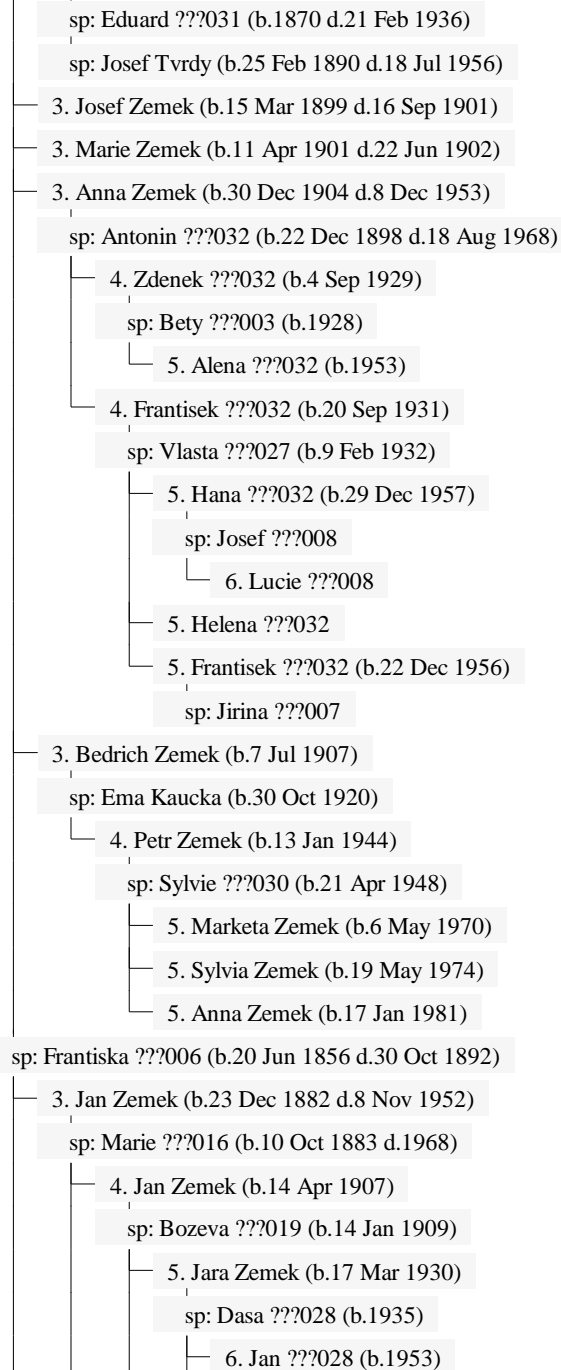 sp: Eduard ???031 (b.1870 d.21 Feb 1936)
sp: Josef Tvrdy (b.25 Feb 1890 d.18 Jul 1956)
3. Josef Zemek (b.15 Mar 1899 d.16 Sep 1901)
3. Marie Zemek (b.11 Apr 1901 d.22 Jun 1902)
3. Anna Zemek (b.30 Dec 1904 d.8 Dec 1953)
sp: Antonin ???032 (b.22 Dec 1898 d.18 Aug 1968)
4. Zdenek ???032 (b.4 Sep 1929)
sp: Bety ???003 (b.1928)
5. Alena ???032 (b.1953)
4. Frantisek ???032 (b.20 Sep 1931)
sp: Vlasta ???027 (b.9 Feb 1932)
5. Hana ???032 (b.29 Dec 1957)
sp: Josef ???008
6. Lucie ???008
5. Helena ???032
5. Frantisek ???032 (b.22 Dec 1956)
sp: Jirina ???007
3. Bedrich Zemek (b.7 Jul 1907)
sp: Ema Kaucka (b.30 Oct 1920)
4. Petr Zemek (b.13 Jan 1944)
sp: Sylvie ???030 (b.21 Apr 1948)
5. Marketa Zemek (b.6 May 1970)
5. Sylvia Zemek (b.19 May 1974)
5. Anna Zemek (b.17 Jan 1981)
sp: Frantiska ???006 (b.20 Jun 1856 d.30 Oct 1892)
3. Jan Zemek (b.23 Dec 1882 d.8 Nov 1952)
sp: Marie ???016 (b.10 Oct 1883 d.1968)
4. Jan Zemek (b.14 Apr 1907)
sp: Bozeva ???019 (b.14 Jan 1909)
5. Jara Zemek (b.17 Mar 1930)
sp: Dasa ???028 (b.1935)
6. Jan ???028 (b.1953)